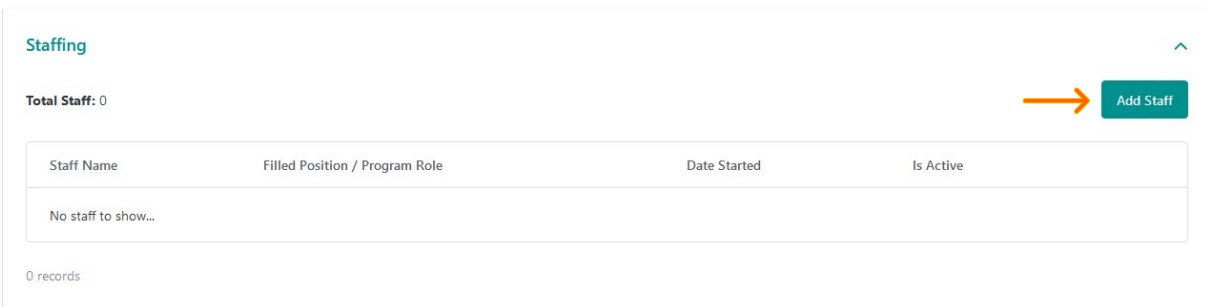 Staffing
Total Staff: 0
Add Staff
Staff Name Filled Position / Program Role Date Started Is Active
No staff to show...
0 records